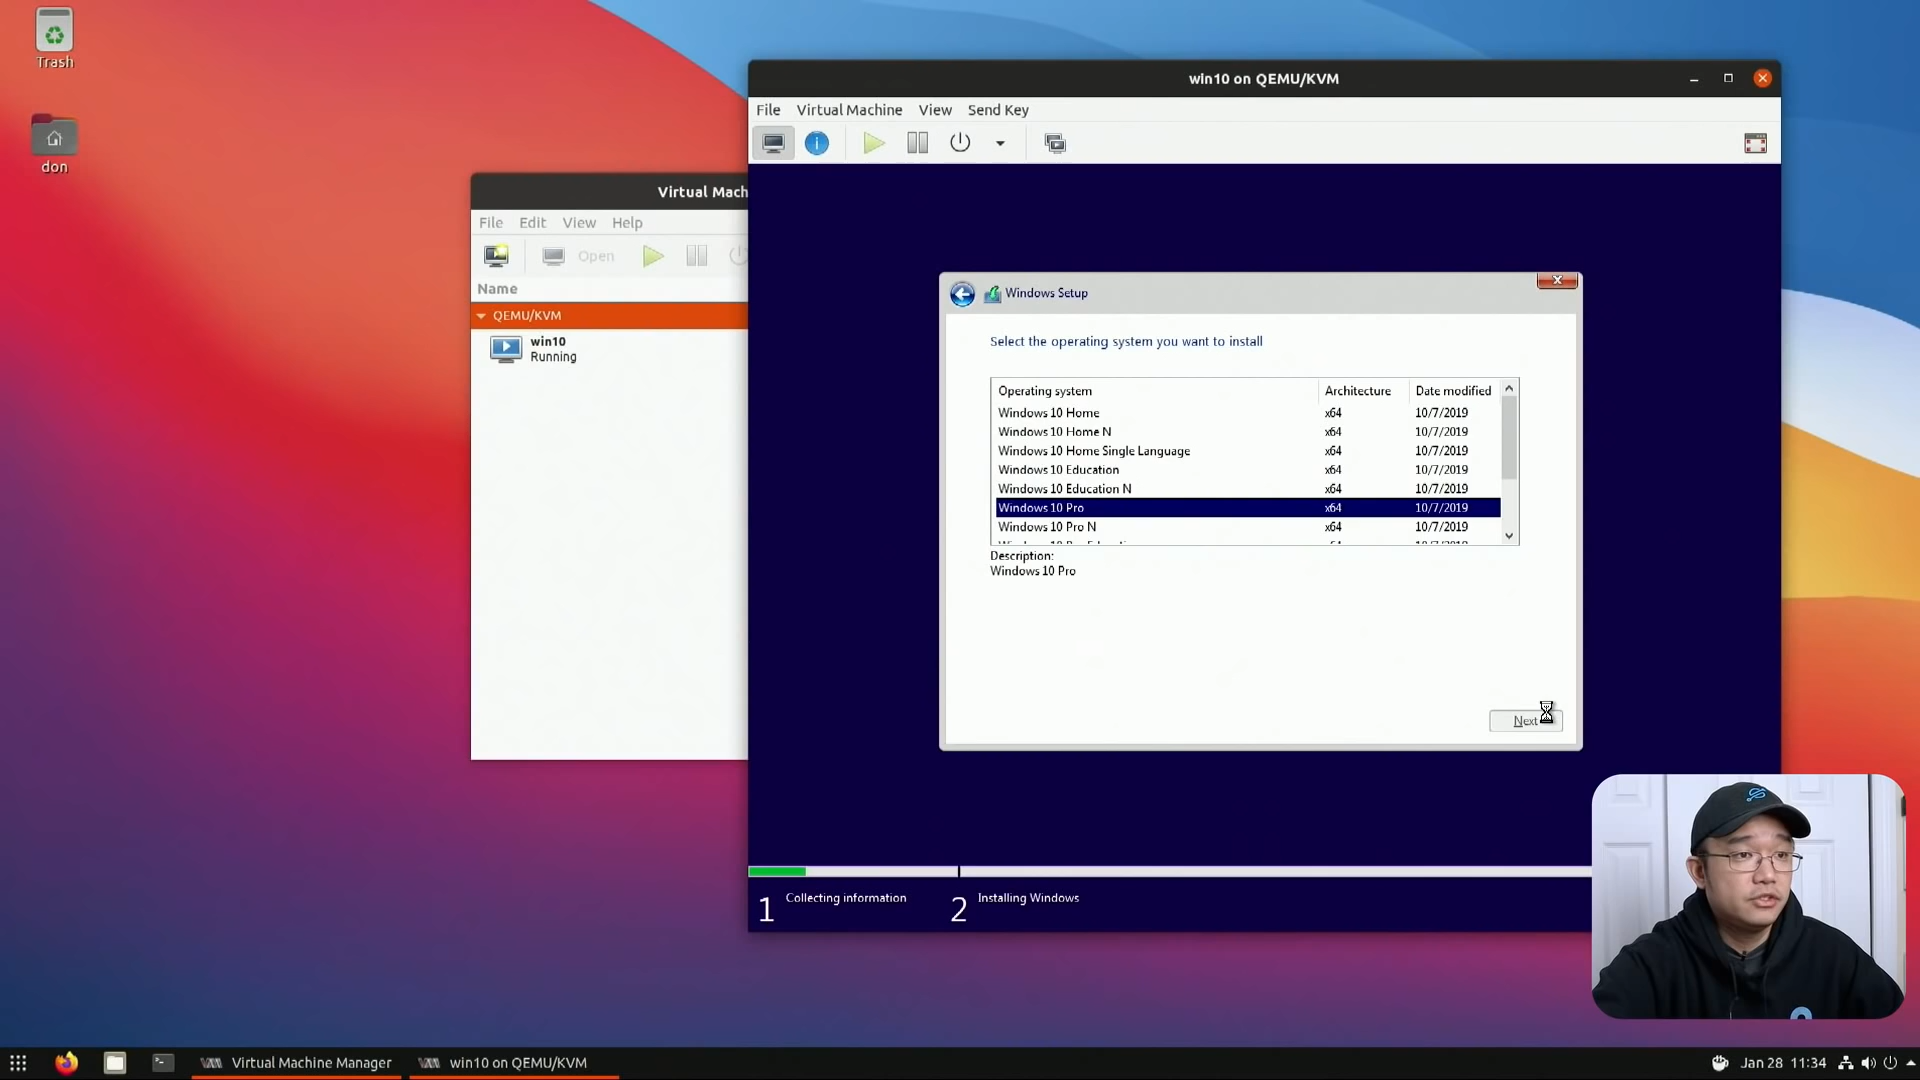 Trash
don
Virtual Mach
File Edit View Help
Open
Name
QEMU/KVM
win10
Running
win10 on QEMU/KVM
File Virtual Machine View Send Key
Windows Setup
Select the operating system you want to install
Operating system Architecture Date modified
Windows 10 Home x64 10/7/2019
Windows 10 Home N x64 10/7/2019
Windows 10 Home Single Language x64 10/7/2019
Windows 10 Education x64 10/7/2019
Windows 10 Education N x64 10/7/2019
Windows 10 Pro x64 10/7/2019
Windows 10 Pro N x64 10/7/2019
Description:
Windows 10 Pro
Next
1 Collecting information
2 Installing Windows
Virtual Machine Manager
win10 on QEMU/KVM
Jan 28 11:34